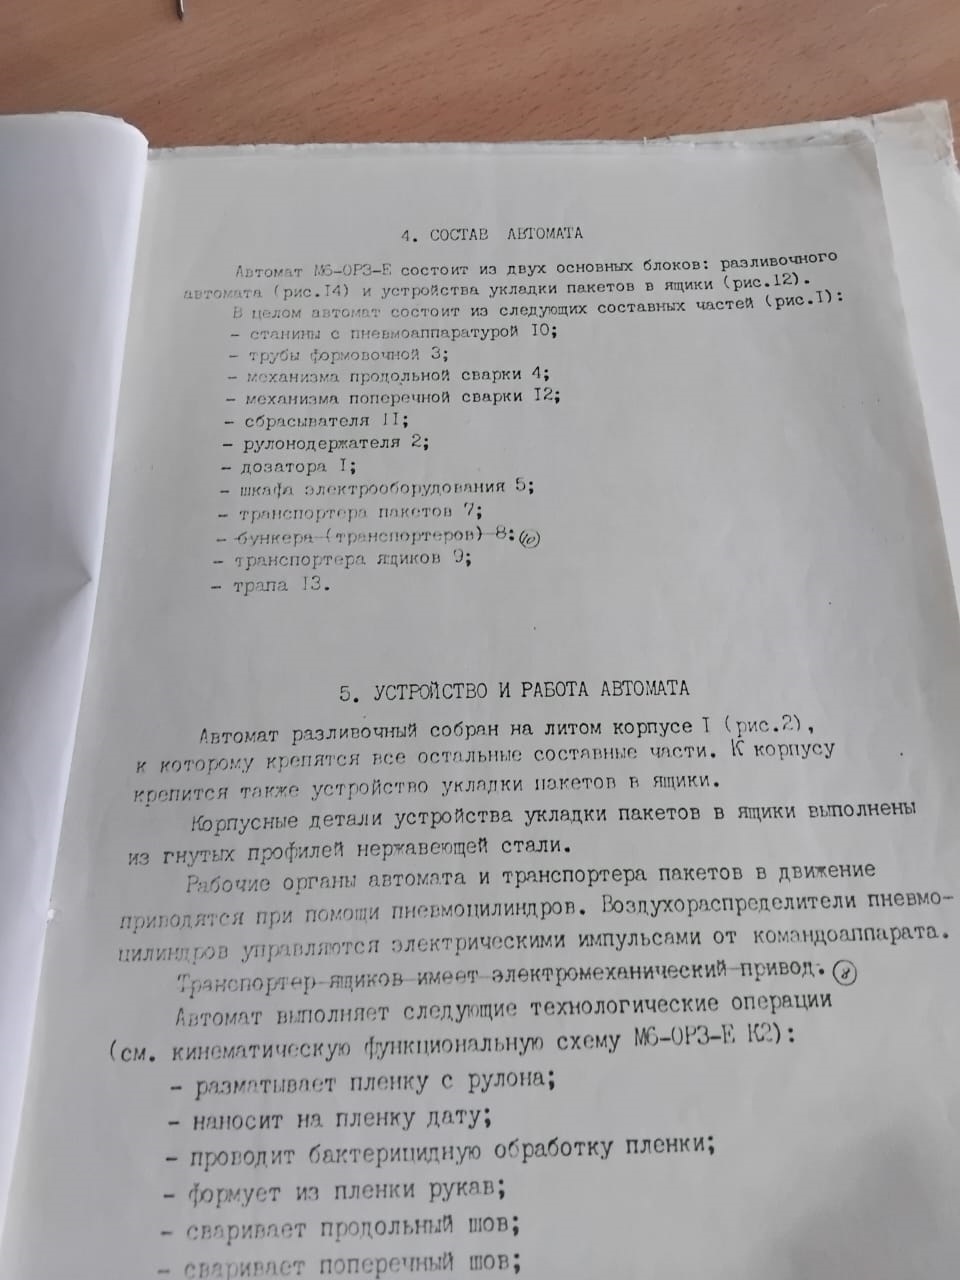 4. СОСТАВ АВТОМАТА
Автомат М6-ОРЗ-Е состоит из двух основных блоков: разливочного
автомата (рис.I4) и устройства укладки пакетов в ящики (рис.I2).
В целом автомат состоит из следующих составных частей (рис.I):
- станины с пневмоаппаратурой IO;
- трубы формовочной 3;
- механизма продольной сварки 4;
- механизма поперечной сварки I2;
- сбрасывателя II;
- рулонодержателя 2;
- дозатора I;
- шкафа электрооборудования 5;
- транспортера пакетов 7;
- бункера (транспортеров) 8; 10
- транспортера ящиков 9;
- трапа I3.
5. УСТРОЙСТВО И РАБОТА АВТОМАТА
Автомат разливочный собран на литом корпусе I (рис.2),
к которому крепятся все остальные составные части. К корпусу
крепится также устройство укладки пакетов в ящики.
Корпусные детали устройства укладки пакетов в ящики выполнены
из гнутых профилей нержавеющей стали.
Рабочие органы автомата и транспортера пакетов в движение
приводятся при помощи пневмоцилиндров. Воздухораспределители пневмо-
цилиндров управляются электрическими импульсами от командоаппарата.
Транспортер ящиков имеет электромеханический привод. 8
Автомат выполняет следующие технологические операции
(см. кинематическую функциональную схему М6-ОРЗ-Е К2):
- разматывает пленку с рулона;
- наносит на пленку дату;
- проводит бактерицидную обработку пленки;
- формует из пленки рукав;
- сваривает продольный шов;
- сваривает поперечный шов;